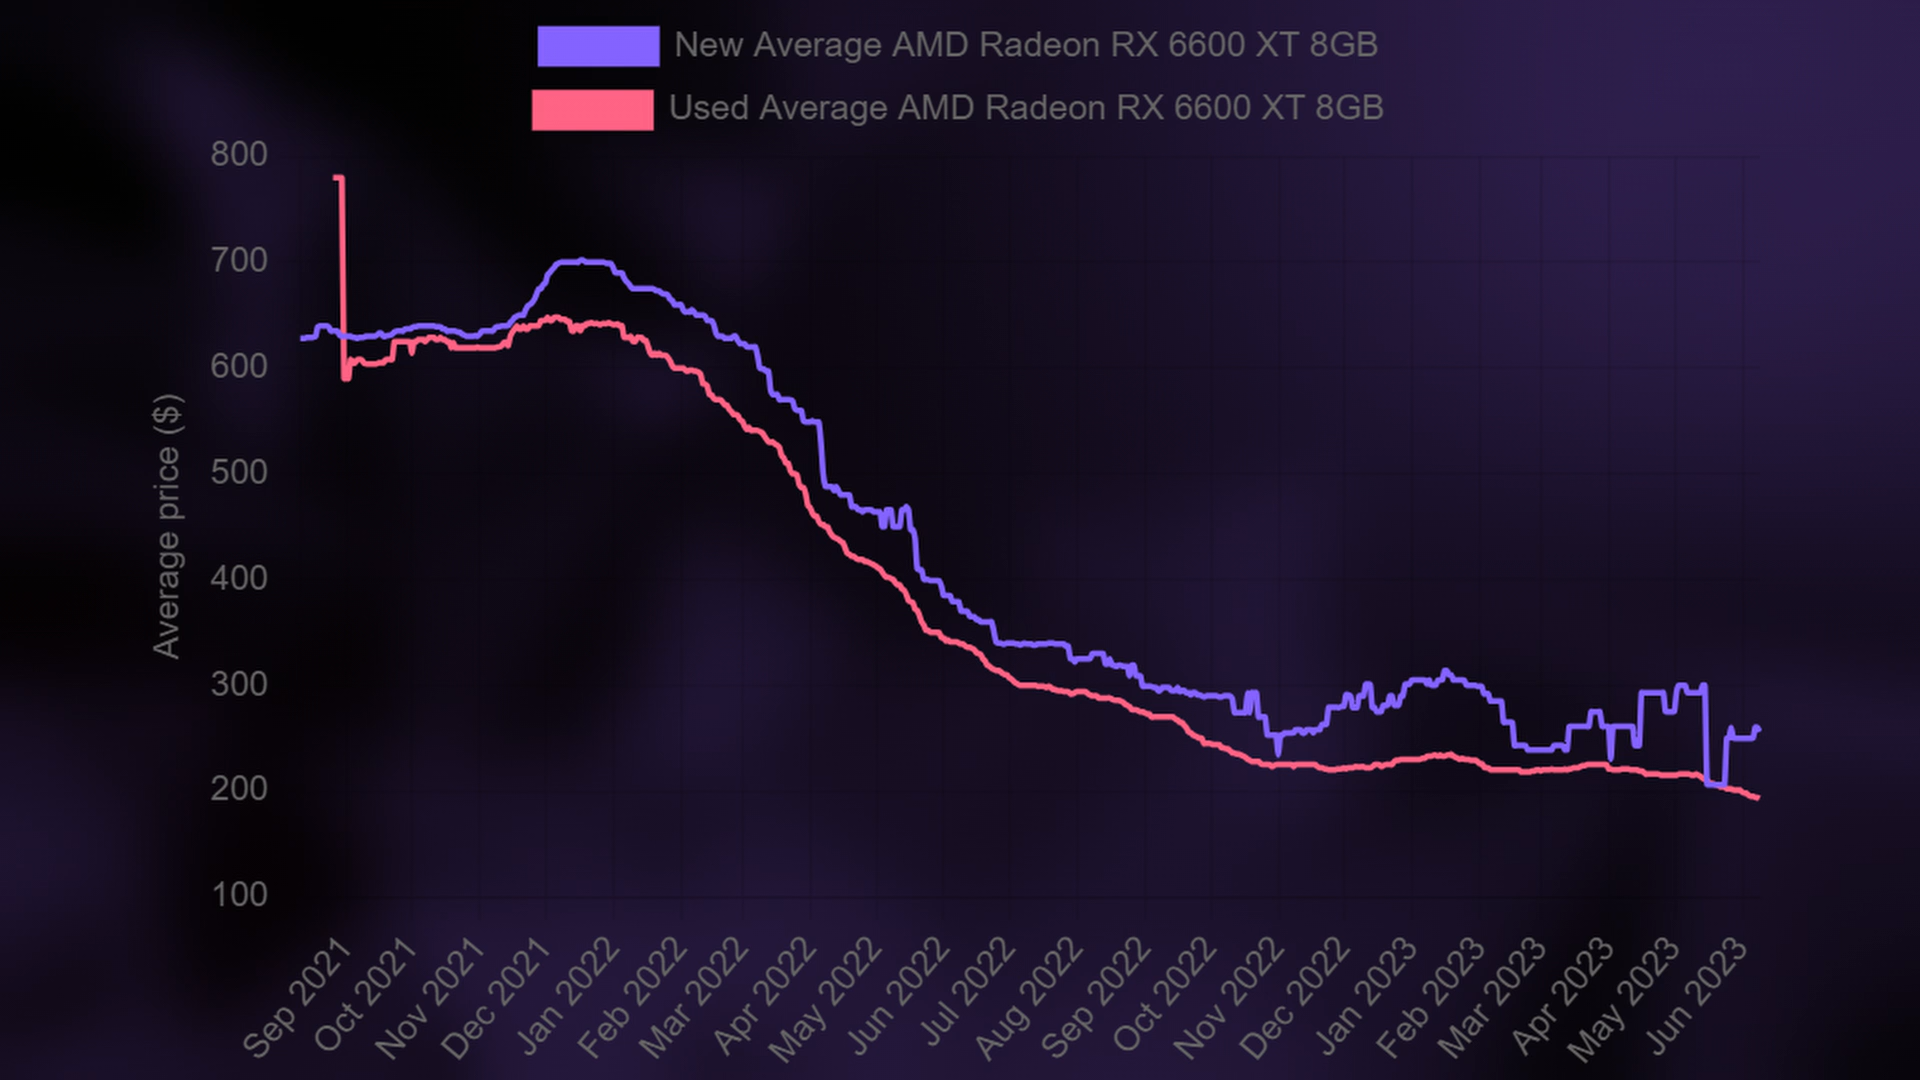 New Average AMD Radeon RX 6600 XT 8GB
Used Average AMD Radeon RX 6600 XT 8GB
800
700
600
500
400
300
200
100
Average price ($)
Sep 2021
Oct 2021
Nov 2021
Dec 2021
Jan 2022
Feb 2022
Mar 2022
Apr 2022
May 2022
Jun 2022
Jul 2022
Aug 2022
Sep 2022
Oct 2022
Nov 2022
Dec 2022
Jan 2023
Feb 2023
Mar 2023
Apr 2023
May 2023
Jun 2023